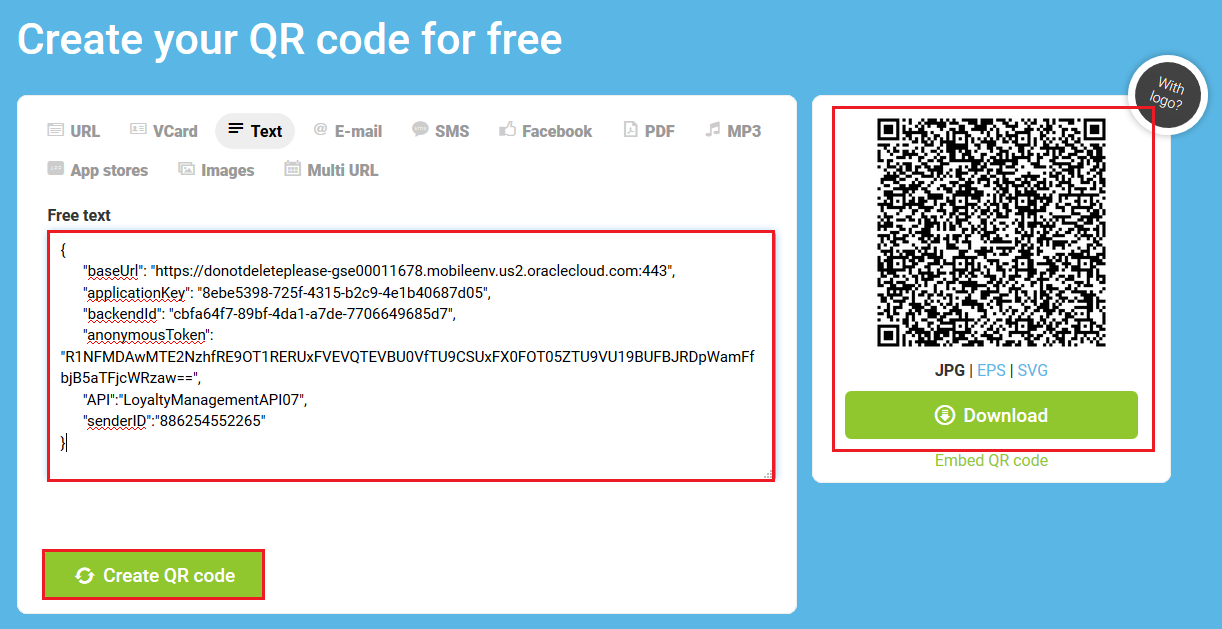 Create your QR code for free
With
logo?
URL VCard Text E-mail SMS Facebook PDF MP3
App stores Images Multi URL
Free text
{
"baseUrl": "https://donotdeleteplease-gse00011678.mobileenv.us2.oraclecloud.com:443",
"applicationKey": "8ebe5398-725f-4315-b2c9-4e1b40687d05",
"backendId": "cbfa64f7-89bf-4da1-a7de-7706649685d7",
"anonymousToken":
"R1NFMDAwMTE2NzhfRE9OT1RERUxFVEVQTEVBU0VfTU9CSUxFX0FOT05ZTU9VU19BUFBJRDpWamFf
bjB5aTFjcWRzaw==",
"API":"LoyaltyManagementAPI07",
"senderID":"886254552265"
}
Create QR code
JPG | EPS | SVG
Download
Embed QR code